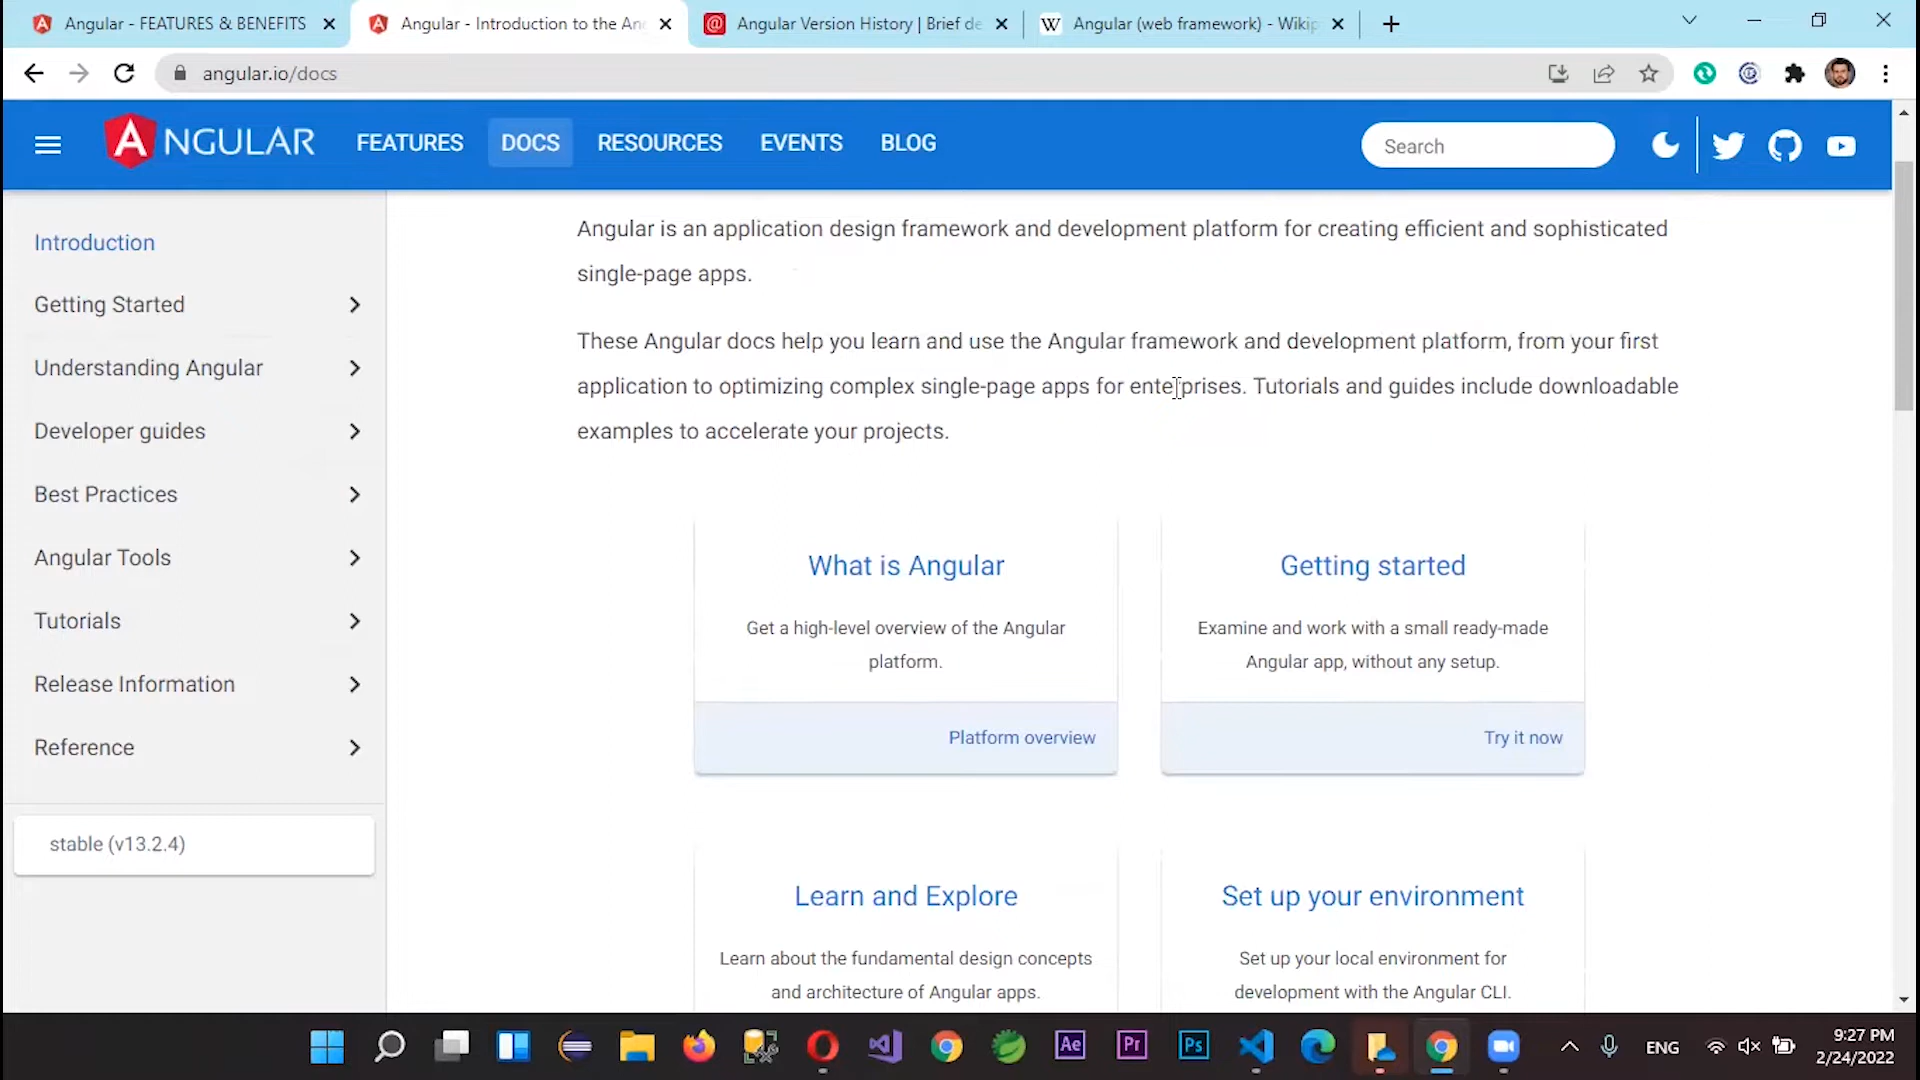 Angular - FEATURES & BENEFITS
Angular - Introduction to the An
Angular Version History | Brief de
Angular (web framework) - Wikip
angular.io/docs
ANGULAR
FEATURES
DOCS
RESOURCES
EVENTS
BLOG
Search
Introduction
Getting Started
Understanding Angular
Developer guides
Best Practices
Angular Tools
Tutorials
Release Information
Reference
stable (v13.2.4)
Angular is an application design framework and development platform for creating efficient and sophisticated
single-page apps.
These Angular docs help you learn and use the Angular framework and development platform, from your first
application to optimizing complex single-page apps for enterprises. Tutorials and guides include downloadable
examples to accelerate your projects.
What is Angular
Get a high-level overview of the Angular
platform.
Platform overview
Getting started
Examine and work with a small ready-made
Angular app, without any setup.
Try it now
Learn and Explore
Learn about the fundamental design concepts
and architecture of Angular apps.
Set up your environment
Set up your local environment for
development with the Angular CLI.
Ae
Pr
Ps
ENG
9:27 PM
2/24/2022